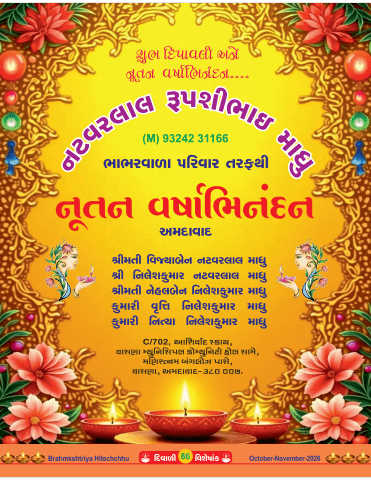 શુભ દિપાવલી અને
નૂતન વર્ષાભિનંદન....
નટવરલાલ રૂપશીભાઇ માધુ
(M) 93242 31166
ભાભરવાળા પરિવાર તરફથી
નૂતન વર્ષાભિનંદન
અમદાવાદ
શ્રીમતી વિજ્યાબેન નટવરલાલ માધુ
શ્રી નિલેશકુમાર નટવરલાલ માધુ
શ્રીમતી નેહલબેન નિલેશકુમાર માધુ
કુમારી વૃત્તિ નિલેશકુમાર માધુ
કુમારી નિત્યા નિલેશકુમાર માધુ
C/702, આશિર્વાદ સ્કાય,
વાસણા મ્યુનિસિપલ કોમ્યુનિટી હોલ સામે,
મણિરત્નમ બંગલોઝ પાસે,
વાસણા, અમદાવાદ-૩૮૦ ૦૦૭.
Brahmkshtriya Hitechchhu દિવાળી 86 વિશેષાંક October-November-2026